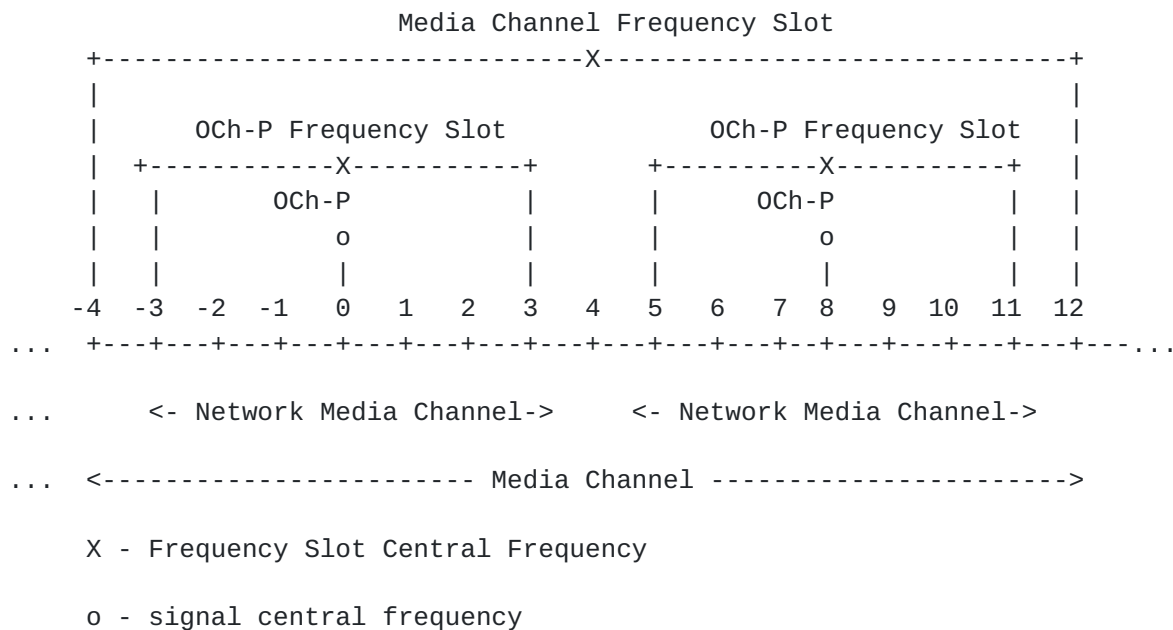 Media Channel Frequency Slot
      +-------------------------------X------------------------------+
      |                                                              |
      |      OCh-P Frequency Slot             OCh-P Frequency Slot   |
      |  +------------X-----------+       +----------X-----------+   |
      |  |       OCh-P            |       |      OCh-P           |   |
      |  |           o            |       |          o           |   |
      |  |           |            |       |          |           |   |
     -4  -3  -2  -1   0   1   2   3   4   5   6   7  8   9  10  11  12
...   +---+---+---+---+---+---+---+---+---+---+---+--+---+---+---+---+---...

...       <- Network Media Channel->     <- Network Media Channel->

...   <------------------------ Media Channel ----------------------->

      X - Frequency Slot Central Frequency

      o - signal central frequency